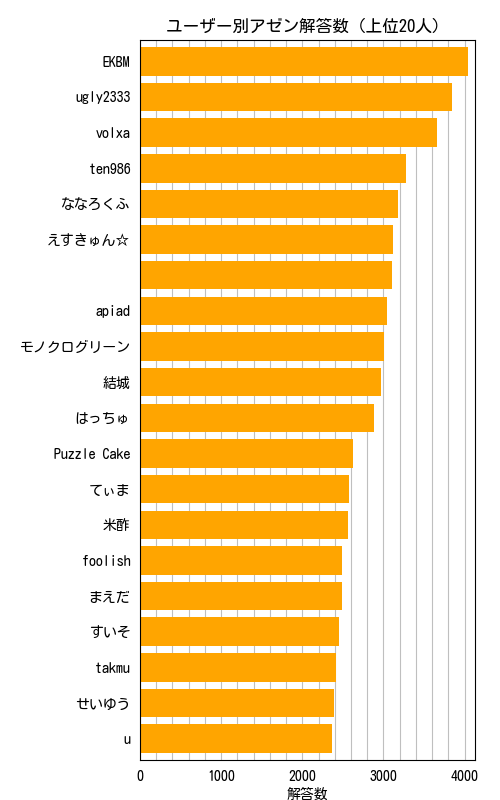 ユーザー別アゼン解答数 (上位20人)
EKBM
ugly2333
volxa
ten986
ななろくふ
えすきゅん☆
apiad
モノクログリーン
結城
はっちゅ
Puzzle Cake
てぃま
米酢
foolish
まえだ
すいそ
takmu
せいゆう
u
0 1000 2000 3000 4000
解答数